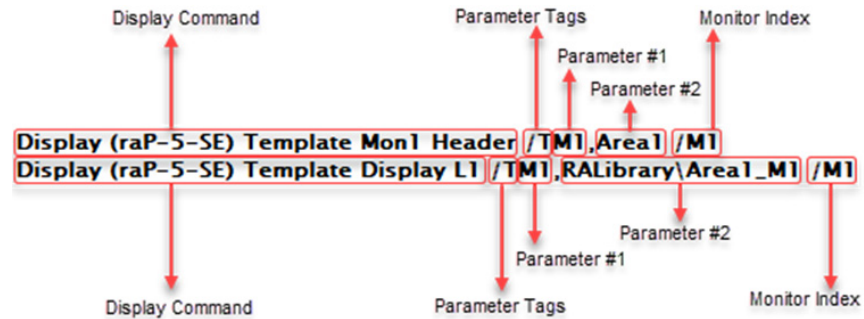 Display Command Parameter Tags Monitor Index
Parameter #1
Parameter #2
Display (raP-5-SE) Template Mon1 Header /TM1,Area1 /M1
Display (raP-5-SE) Template Display L1 /TM1,RALibrary\Area1_M1 /M1
Parameter #2
Parameter #1
Display Command Parameter Tags Monitor Index